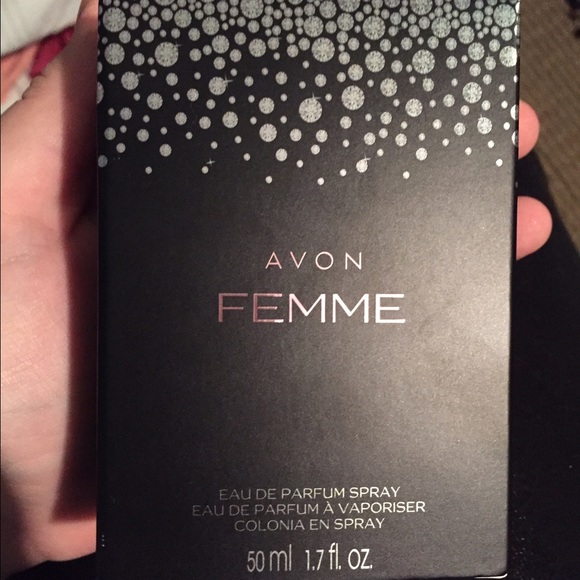 AVON
FEMME
EAU DE PARFUM SPRAY
EAU DE PARFUM À VAPORISER
COLONIA EN SPRAY
50 ml 1.7 fl. oz.